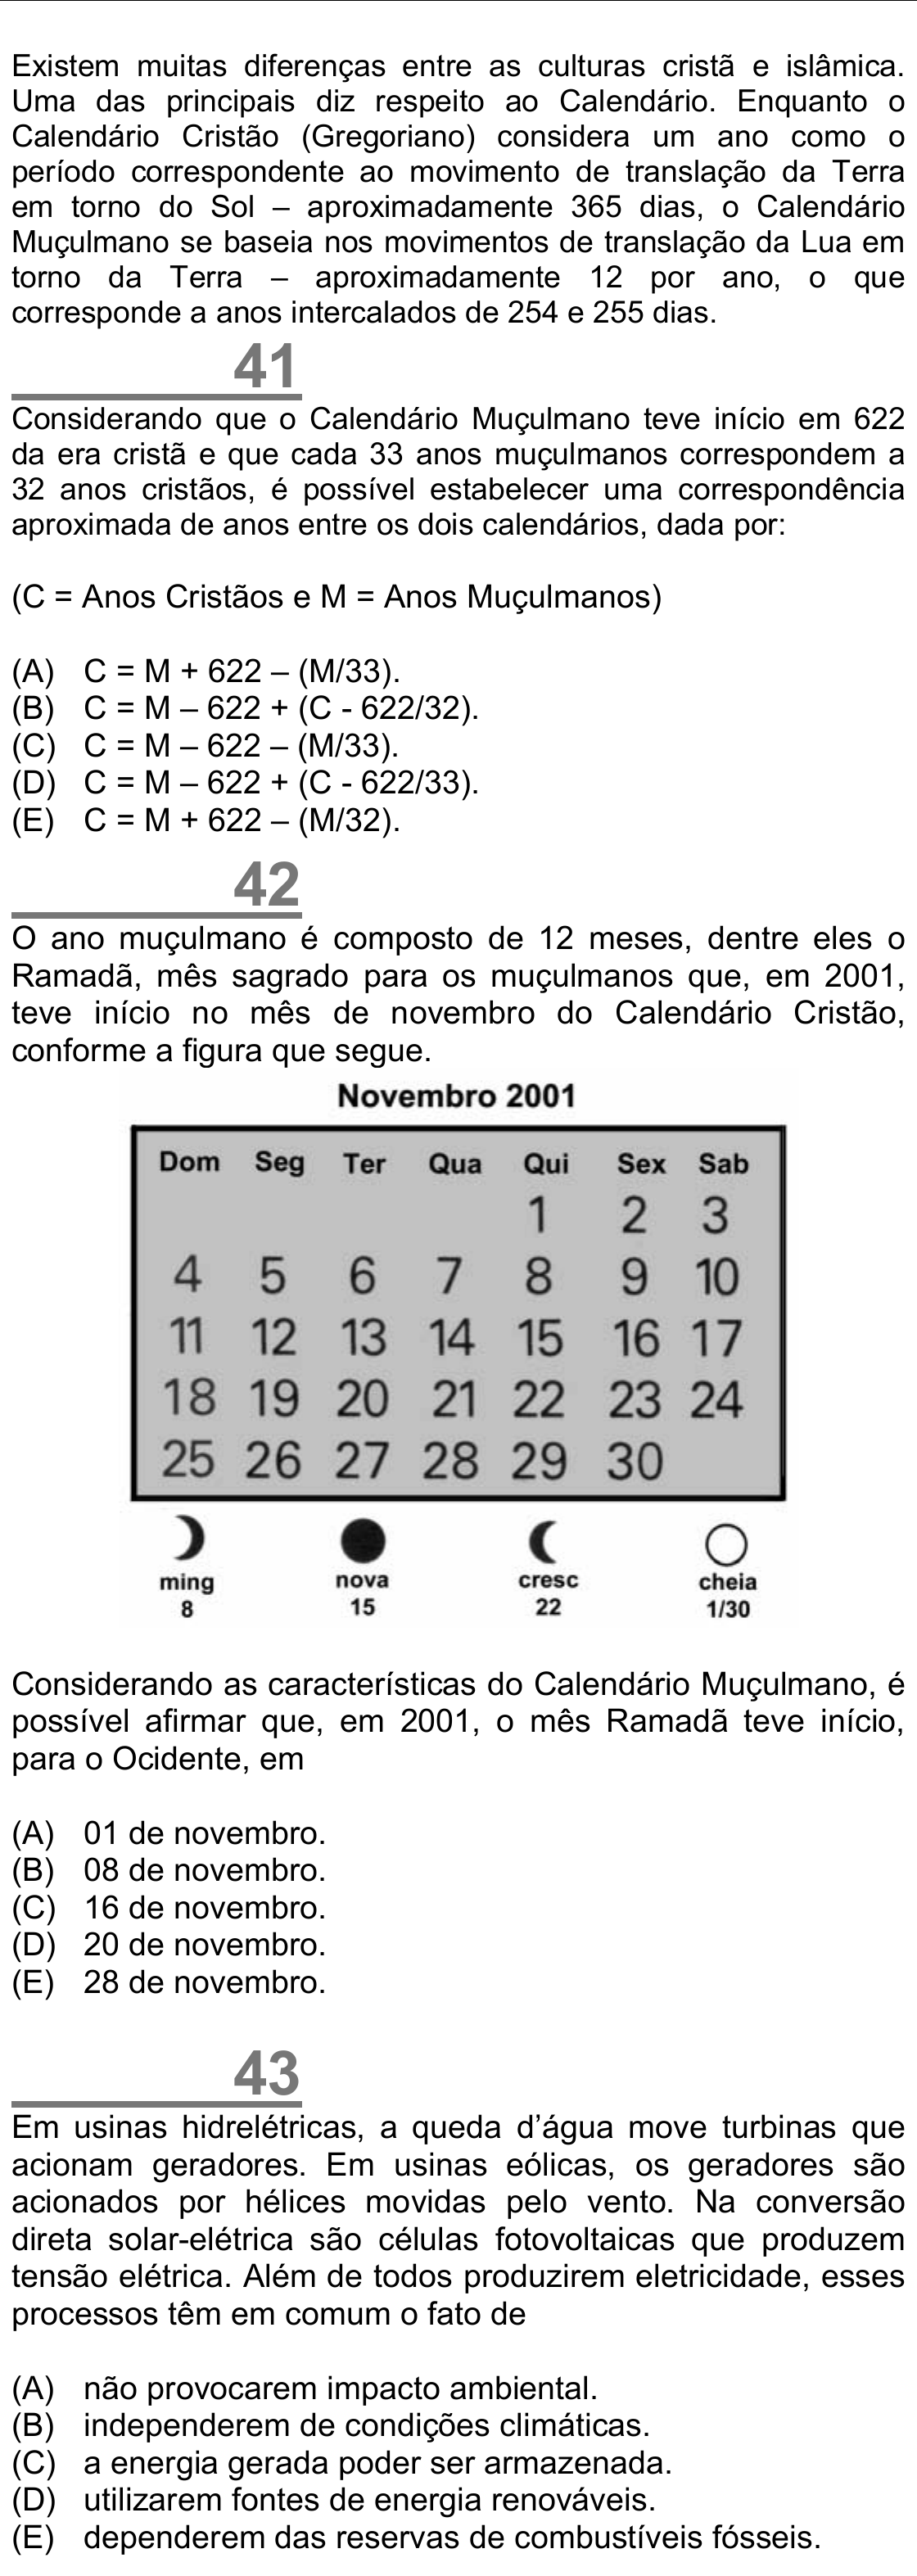 Existem muitas diferenças entre as culturas cristã e islâmica.
Uma das principais diz respeito ao Calendário. Enquanto o
Calendário Cristão (Gregoriano) considera um ano como o
período correspondente ao movimento de translação da Terra
em torno do Sol – aproximadamente 365 dias, o Calendário
Muçulmano se baseia nos movimentos de translação da Lua em
torno da Terra – aproximadamente 12 por ano, o que
corresponde a anos intercalados de 254 e 255 dias.
41
Considerando que o Calendário Muçulmano teve início em 622
da era cristã e que cada 33 anos muçulmanos correspondem a
32 anos cristãos, é possível estabelecer uma correspondência
aproximada de anos entre os dois calendários, dada por:
(C = Anos Cristãos e M = Anos Muçulmanos)
(A) C = M + 622 – (M/33).
(B) C = M – 622 + (C - 622/32).
(C) C = M – 622 – (M/33).
(D) C = M – 622 + (C - 622/33).
(E) C = M + 622 – (M/32).
42
O ano muçulmano é composto de 12 meses, dentre eles o
Ramadã, mês sagrado para os muçulmanos que, em 2001,
teve início no mês de novembro do Calendário Cristão,
conforme a figura que segue.
Novembro 2001
Dom Seg Ter Qua Qui Sex Sab
1 2 3
4 5 6 7 8 9 10
11 12 13 14 15 16 17
18 19 20 21 22 23 24
25 26 27 28 29 30
ming nova cresc cheia
8 15 22 1/30
Considerando as características do Calendário Muçulmano, é
possível afirmar que, em 2001, o mês Ramadã teve início,
para o Ocidente, em
(A) 01 de novembro.
(B) 08 de novembro.
(C) 16 de novembro.
(D) 20 de novembro.
(E) 28 de novembro.
43
Em usinas hidrelétricas, a queda d’água move turbinas que
acionam geradores. Em usinas eólicas, os geradores são
acionados por hélices movidas pelo vento. Na conversão
direta solar-elétrica são células fotovoltaicas que produzem
tensão elétrica. Além de todos produzirem eletricidade, esses
processos têm em comum o fato de
(A) não provocarem impacto ambiental.
(B) independerem de condições climáticas.
(C) a energia gerada poder ser armazenada.
(D) utilizarem fontes de energia renováveis.
(E) dependerem das reservas de combustíveis fósseis.